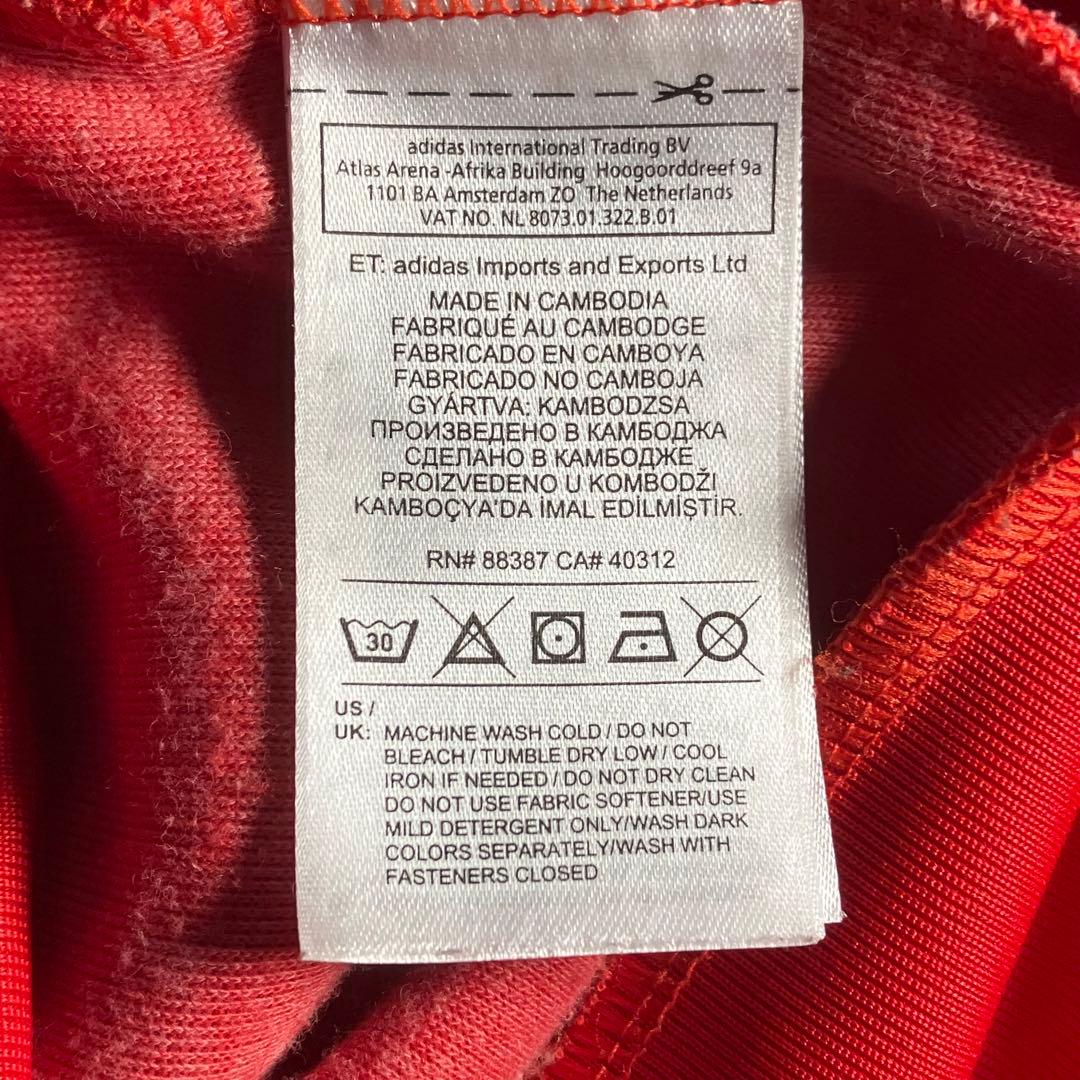 adidas International Trading BV
Atlas Arena -Afrika Building Hoogoorddreef 9a
1101 BA Amsterdam ZO The Netherlands
VAT NO. NL 8073.01.322.B.01
ET: adidas Imports and Exports Ltd
MADE IN CAMBODIA
FABRIQUÉ AU CAMBODGE
FABRICADO EN CAMBOYA
FABRICADO NO CAMBOJA
GYÁRTVA: KAMBODZSA
ПРОИЗВЕДЕНО В КАМБОДЖА
СДЕЛАНО В КАМБОДЖЕ
PROIZVEDENO U KOMBODŽI
KAMBOÇYA'DA İMAL EDİLMİŞTİR.
RN# 88387 CA# 40312
30
US /
UK: MACHINE WASH COLD / DO NOT
BLEACH / TUMBLE DRY LOW / COOL
IRON IF NEEDED / DO NOT DRY CLEAN
DO NOT USE FABRIC SOFTENER/USE
MILD DETERGENT ONLY/WASH DARK
COLORS SEPARATELY/WASH WITH
FASTENERS CLOSED